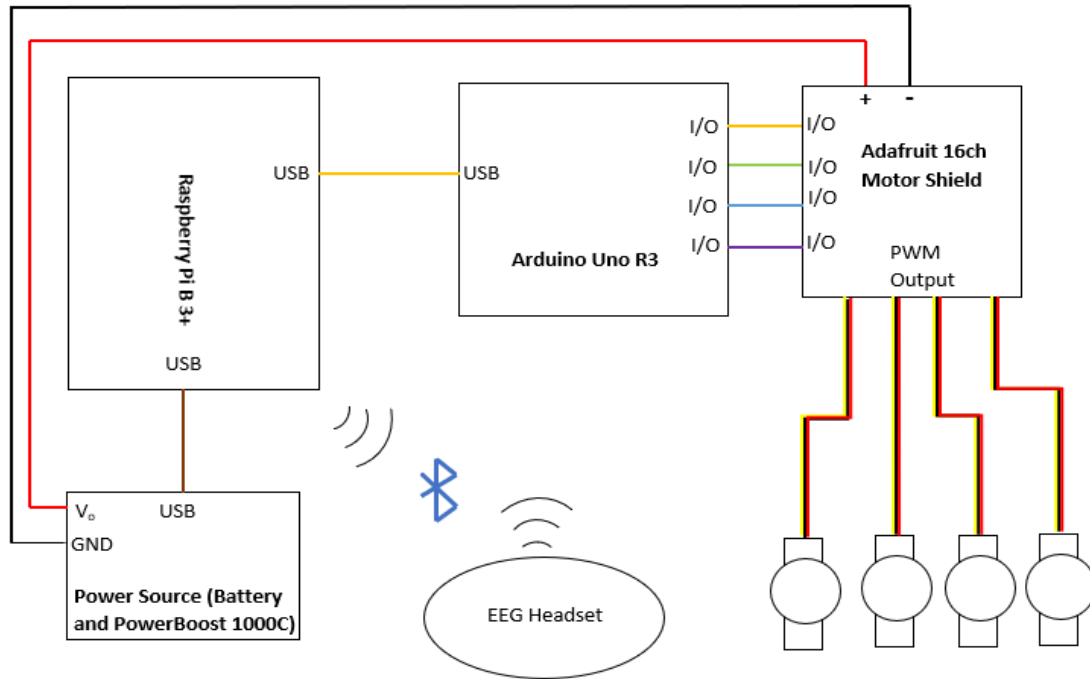 + -
I/O I/O
Adafruit 16ch
Motor Shield
USB USB
I/O I/O
I/O I/O
I/O I/O
Raspberry Pi B 3+
Arduino Uno R3
PWM
Output
USB
Vo USB
GND
Power Source (Battery
and PowerBoost 1000C)
EEG Headset